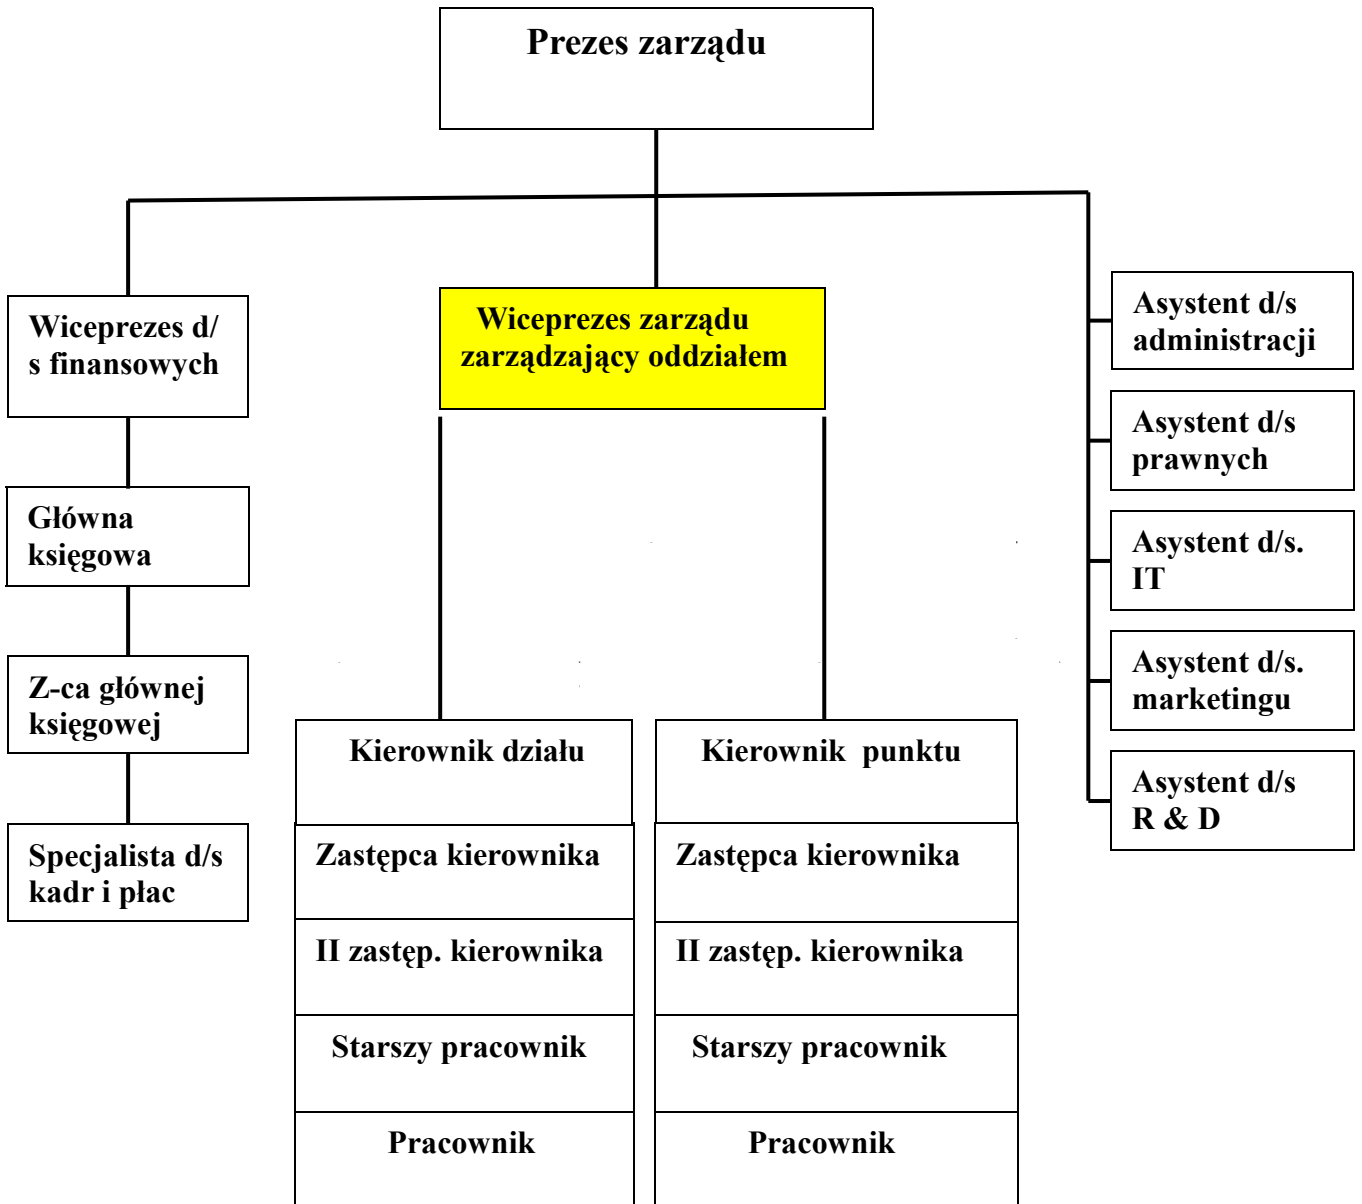 Prezes zarządu
Wiceprezes d/
s finansowych
Główna
księgowa
Z-ca głównej
księgowej
Specjalista d/s
kadr i płac
Wiceprezes zarządu
zarządzający oddziałem
Kierownik działu
Zastępca kierownika
II zastęp. kierownika
Starszy pracownik
Pracownik
Kierownik  punktu
Zastępca kierownika
II zastęp. kierownika
Starszy pracownik
Pracownik
Asystent d/s
administracji
Asystent d/s
prawnych
Asystent d/s.
IT
Asystent d/s.
marketingu
Asystent d/s
R & D